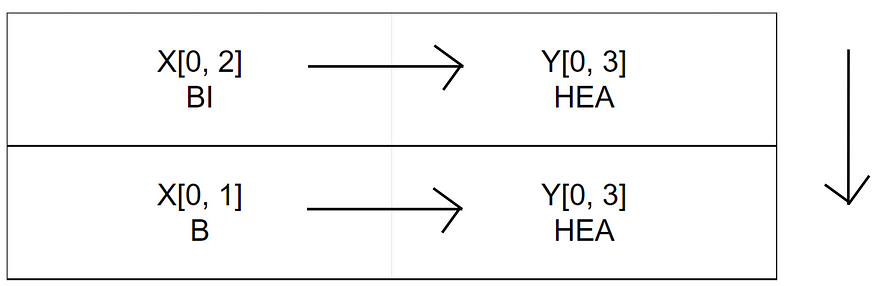 X[0, 2] Y[0, 3]
BI HEA
X[0, 1] Y[0, 3]
B HEA